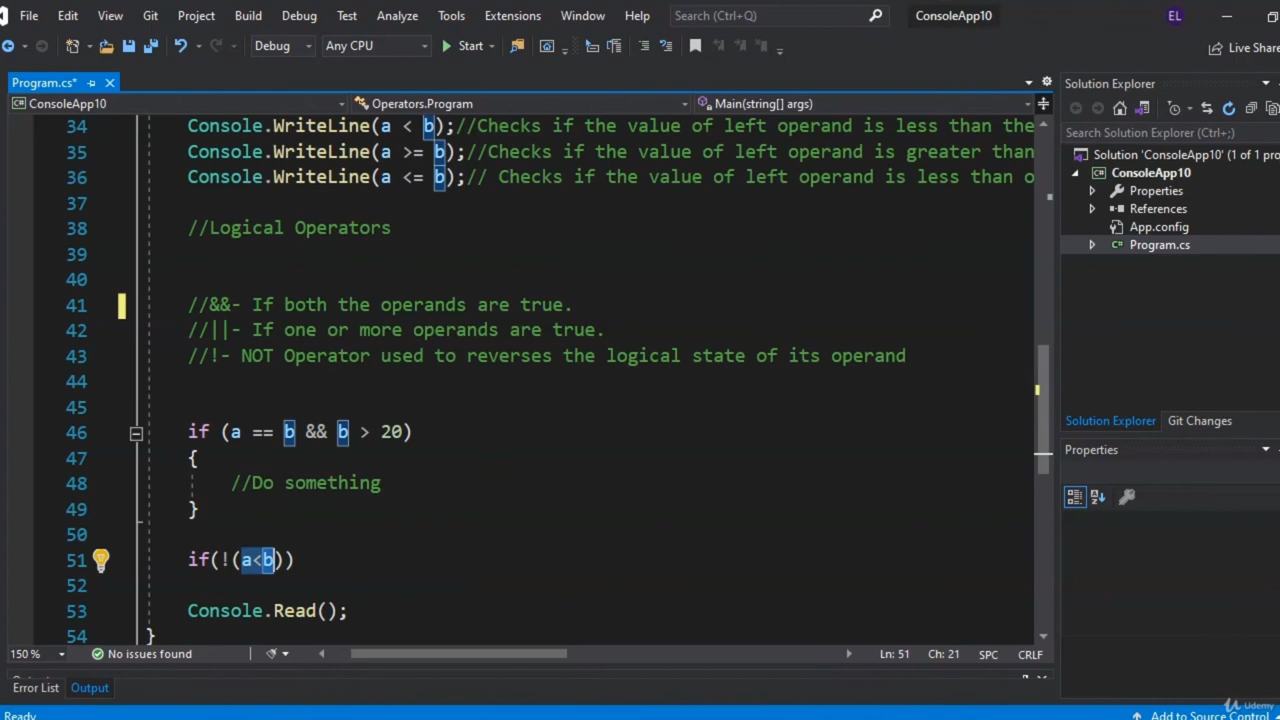 File Edit View Git Project Build Debug Test Analyze Tools Extensions Window Help Search (Ctrl+Q) ConsoleApp10 EL
Debug Any CPU Start Live Share
Program.cs* Solution Explorer
ConsoleApp10 Operators.Program Main(string[] args)
Search Solution Explorer (Ctrl+;)
Solution 'ConsoleApp10' (1 of 1 pro
ConsoleApp10
Properties
References
App.config
Program.cs
34 Console.WriteLine(a < b);//Checks if the value of left operand is less than the
35 Console.WriteLine(a >= b);//Checks if the value of left operand is greater than
36 Console.WriteLine(a <= b);// Checks if the value of left operand is less than o
37
38 //Logical Operators
39
40
41 //&&- If both the operands are true.
42 //||- If one or more operands are true.
43 //!- NOT Operator used to reverses the logical state of its operand
44
45
46 if (a == b && b > 20)
47 {
48 //Do something
49 }
50
51 if(!(a<b))
52
53 Console.Read();
54 }
Solution Explorer Git Changes
Properties
150 % No issues found Ln: 51 Ch: 21 SPC CRLF
Error List Output
Ready Add to Source Control
Udemy